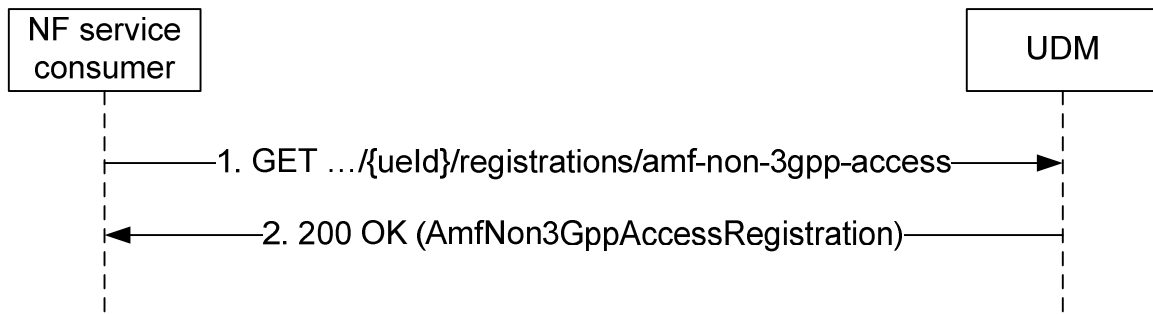 NF service
consumer
UDM
1. GET …/{ueId}/registrations/amf-non-3gpp-access
2. 200 OK (AmfNon3GppAccessRegistration)